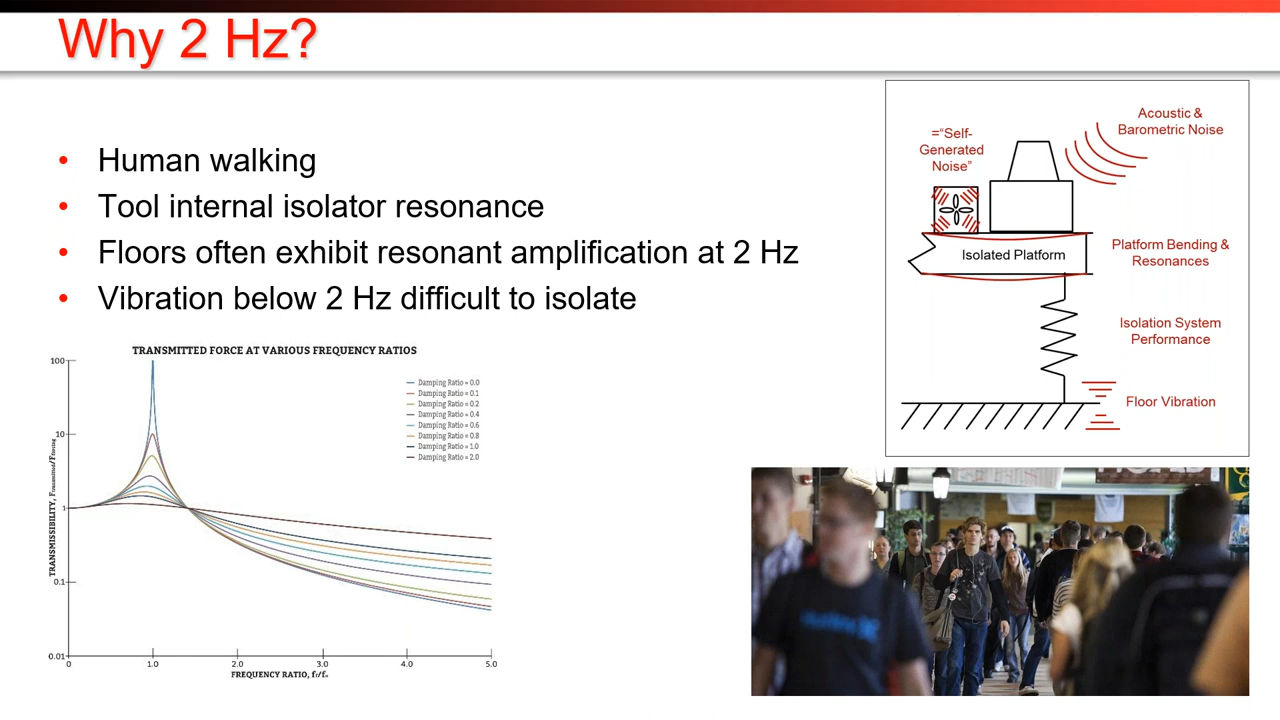 Why 2 Hz?
• Human walking
• Tool internal isolator resonance
• Floors often exhibit resonant amplification at 2 Hz
• Vibration below 2 Hz difficult to isolate
TRANSMITTED FORCE AT VARIOUS FREQUENCY RATIOS
TRANSMISSIBILITY, Ftransmitted/Fforcing
100
10
1
0.1
0.01
0
1.0
2.0
3.0
4.0
5.0
FREQUENCY RATIO, ff/fn
Damping Ratio = 0.0
Damping Ratio = 0.1
Damping Ratio = 0.2
Damping Ratio = 0.4
Damping Ratio = 0.6
Damping Ratio = 0.8
Damping Ratio = 1.0
Damping Ratio = 2.0
="Self-
Generated
Noise"
Acoustic &
Barometric Noise
Isolated Platform
Platform Bending &
Resonances
Isolation System
Performance
Floor Vibration